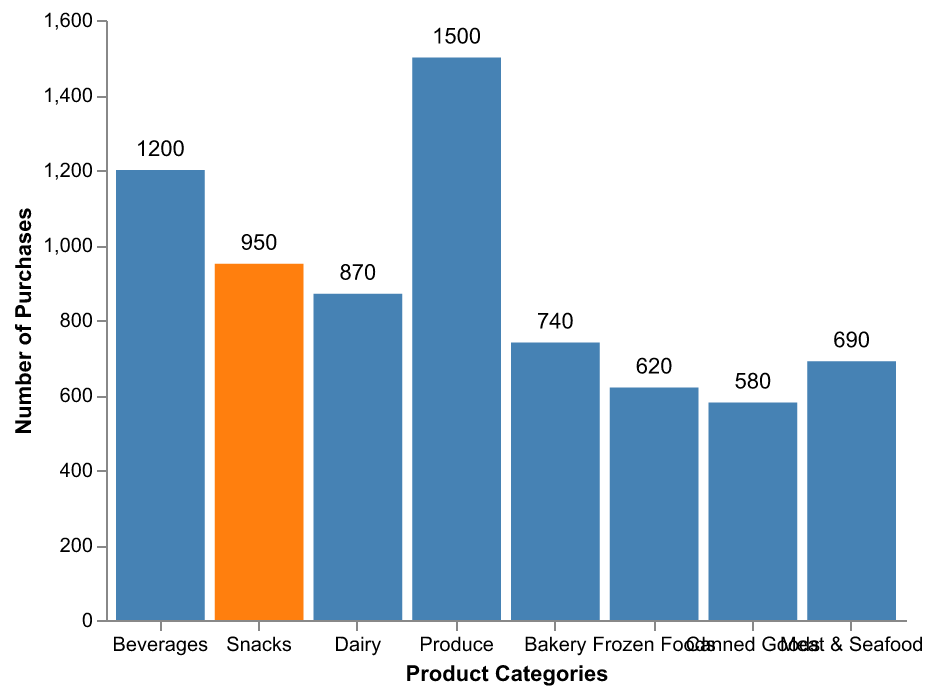 1,600
1,400
1,200
1,000
800
600
400
200
0
Number of Purchases
1200
950
870
1500
740
620
580
690
Beverages
Snacks
Dairy
Produce
Bakery
Frozen Foods
Canned Goods
Meat & Seafood
Product Categories